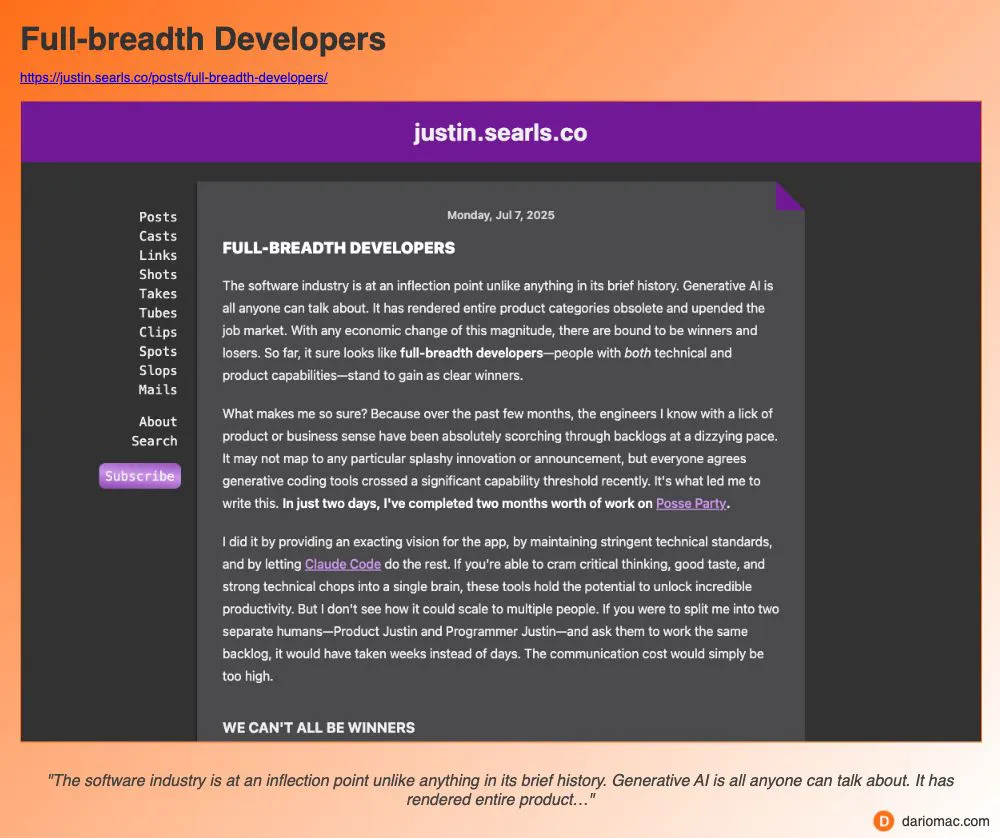 Full-breadth Developers
https://justin.searls.co/posts/full-breadth-developers/
justin.searls.co
Posts
Casts
Links
Shots
Takes
Tubes
Clips
Spots
Slops
Mails
About
Search
Subscribe
Monday, Jul 7, 2025
FULL-BREADTH DEVELOPERS
The software industry is at an inflection point unlike anything in its brief history. Generative AI is
all anyone can talk about. It has rendered entire product categories obsolete and upended the
job market. With any economic change of this magnitude, there are bound to be winners and
losers. So far, it sure looks like full-breadth developers—people with both technical and
product capabilities—stand to gain as clear winners.
What makes me so sure? Because over the past few months, the engineers I know with a lick of
product or business sense have been absolutely scorching through backlogs at a dizzying pace.
It may not map to any particular splashy innovation or announcement, but everyone agrees
generative coding tools crossed a significant capability threshold recently. It's what led me to
write this. In just two days, I've completed two months worth of work on Posse Party.
I did it by providing an exacting vision for the app, by maintaining stringent technical standards,
and by letting Claude Code do the rest. If you're able to cram critical thinking, good taste, and
strong technical chops into a single brain, these tools hold the potential to unlock incredible
productivity. But I don't see how it could scale to multiple people. If you were to split me into two
separate humans—Product Justin and Programmer Justin—and ask them to work the same
backlog, it would have taken weeks instead of days. The communication cost would simply be
too high.
WE CAN'T ALL BE WINNERS
"The software industry is at an inflection point unlike anything in its brief history. Generative AI is all anyone can talk about. It has
rendered entire product…"
D dariomac.com